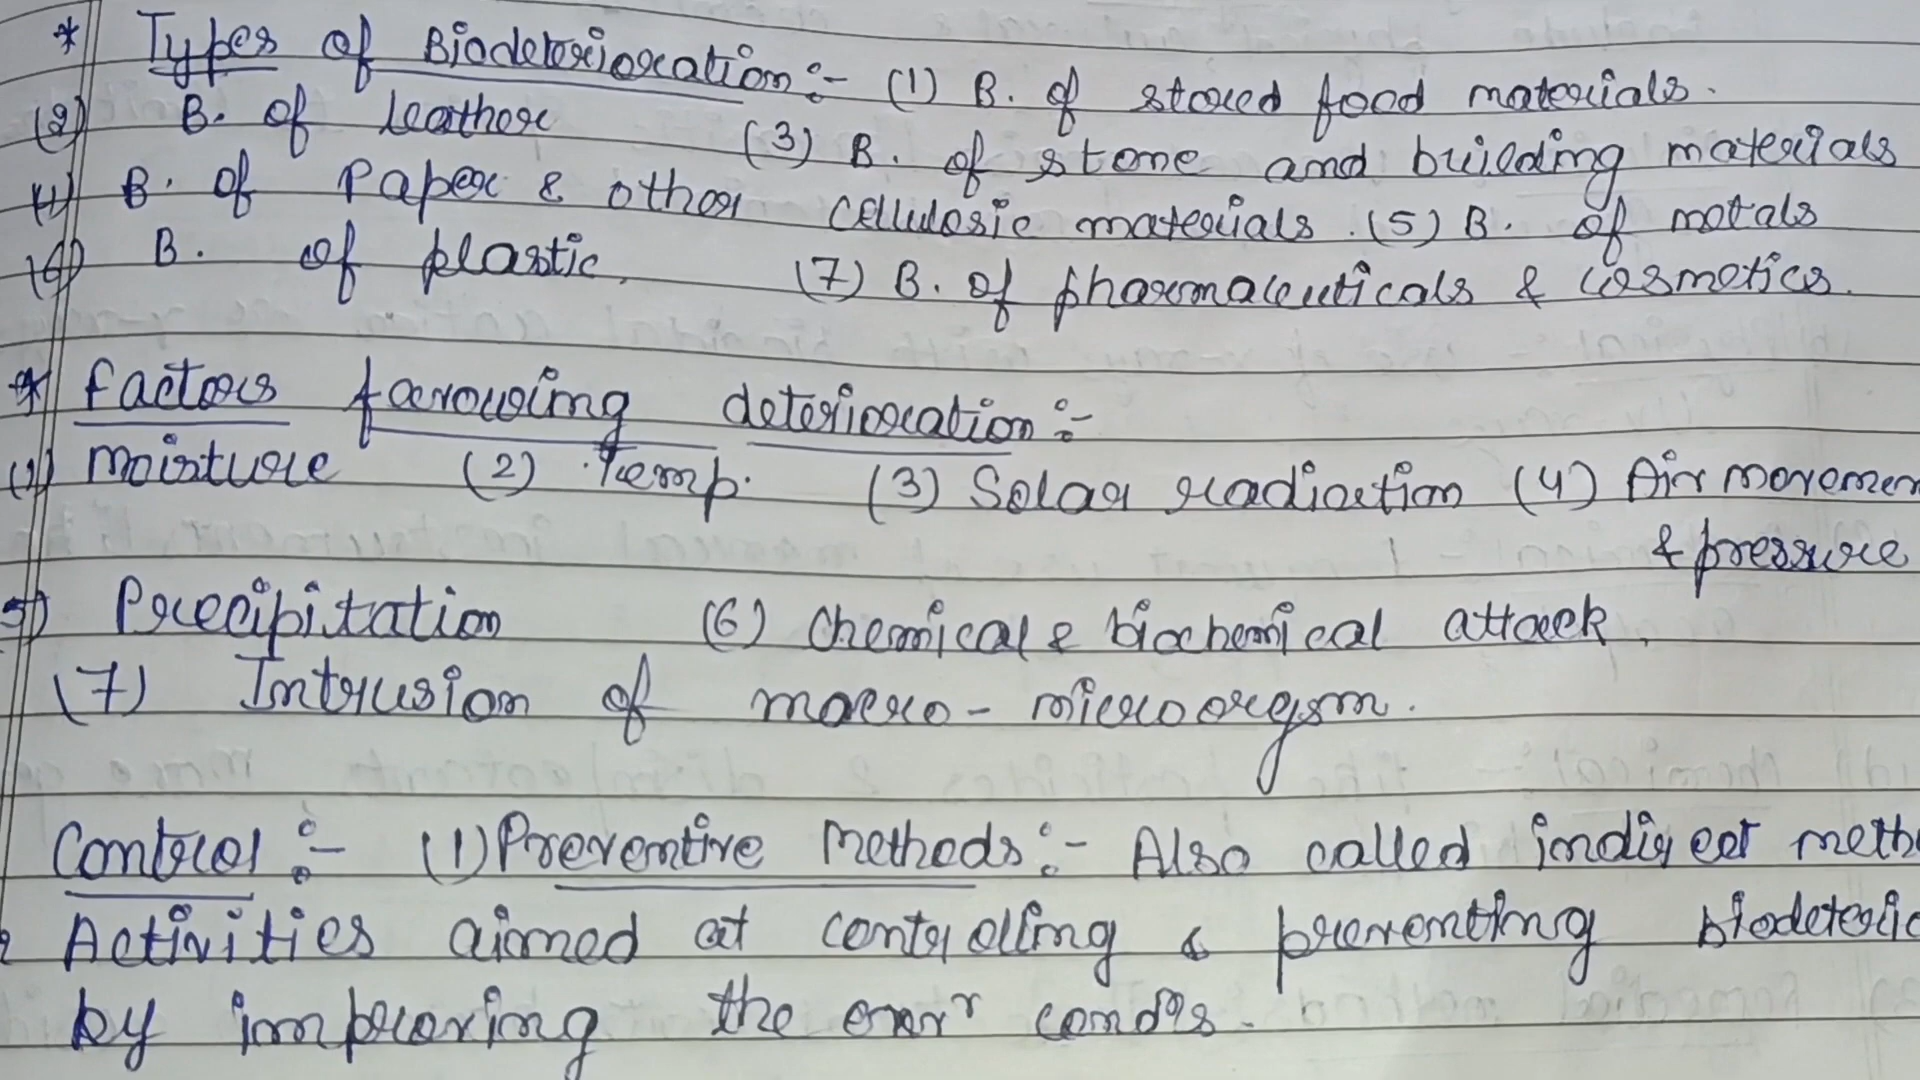 * Types of Biodeterioration :- (1) B. of stored food materials.
(2) B. of Leather (3) B. of stone and building materials
(4) B. of Paper & other cellulosic materials. (5) B. of metals
(6) B. of plastic. (7) B. of pharmaceuticals & cosmetics.
* Factors favouring deterioration :-
(1) Moisture (2) Temp. (3) Solar radiation (4) Air movemen
& pressure
5) Precipitation (6) Chemical & biochemical attack.
(7) Intrusion of macro-microorgsm.
Control :- (1) Preventive Methods :- Also called indirect meth
Activities aimed at controlling & preventing biodeterio
by improving the envrr condns.